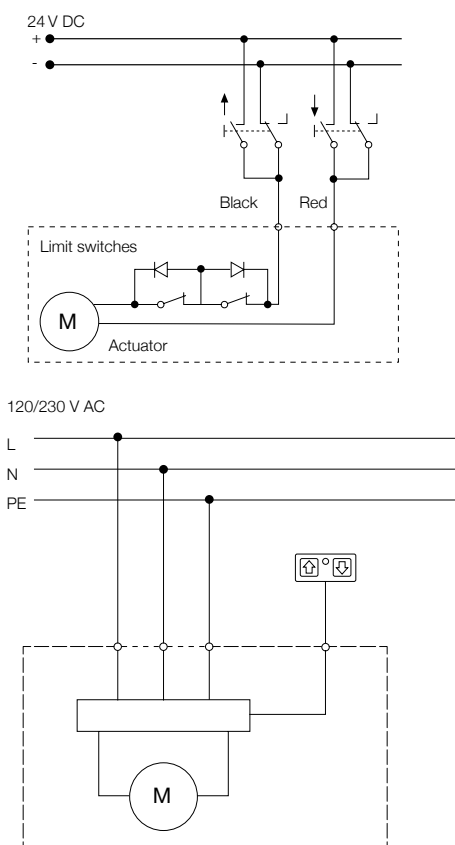 24 V DC
+
-
Black Red
Limit switches
M
Actuator
120/230 V AC
L
N
PE
M